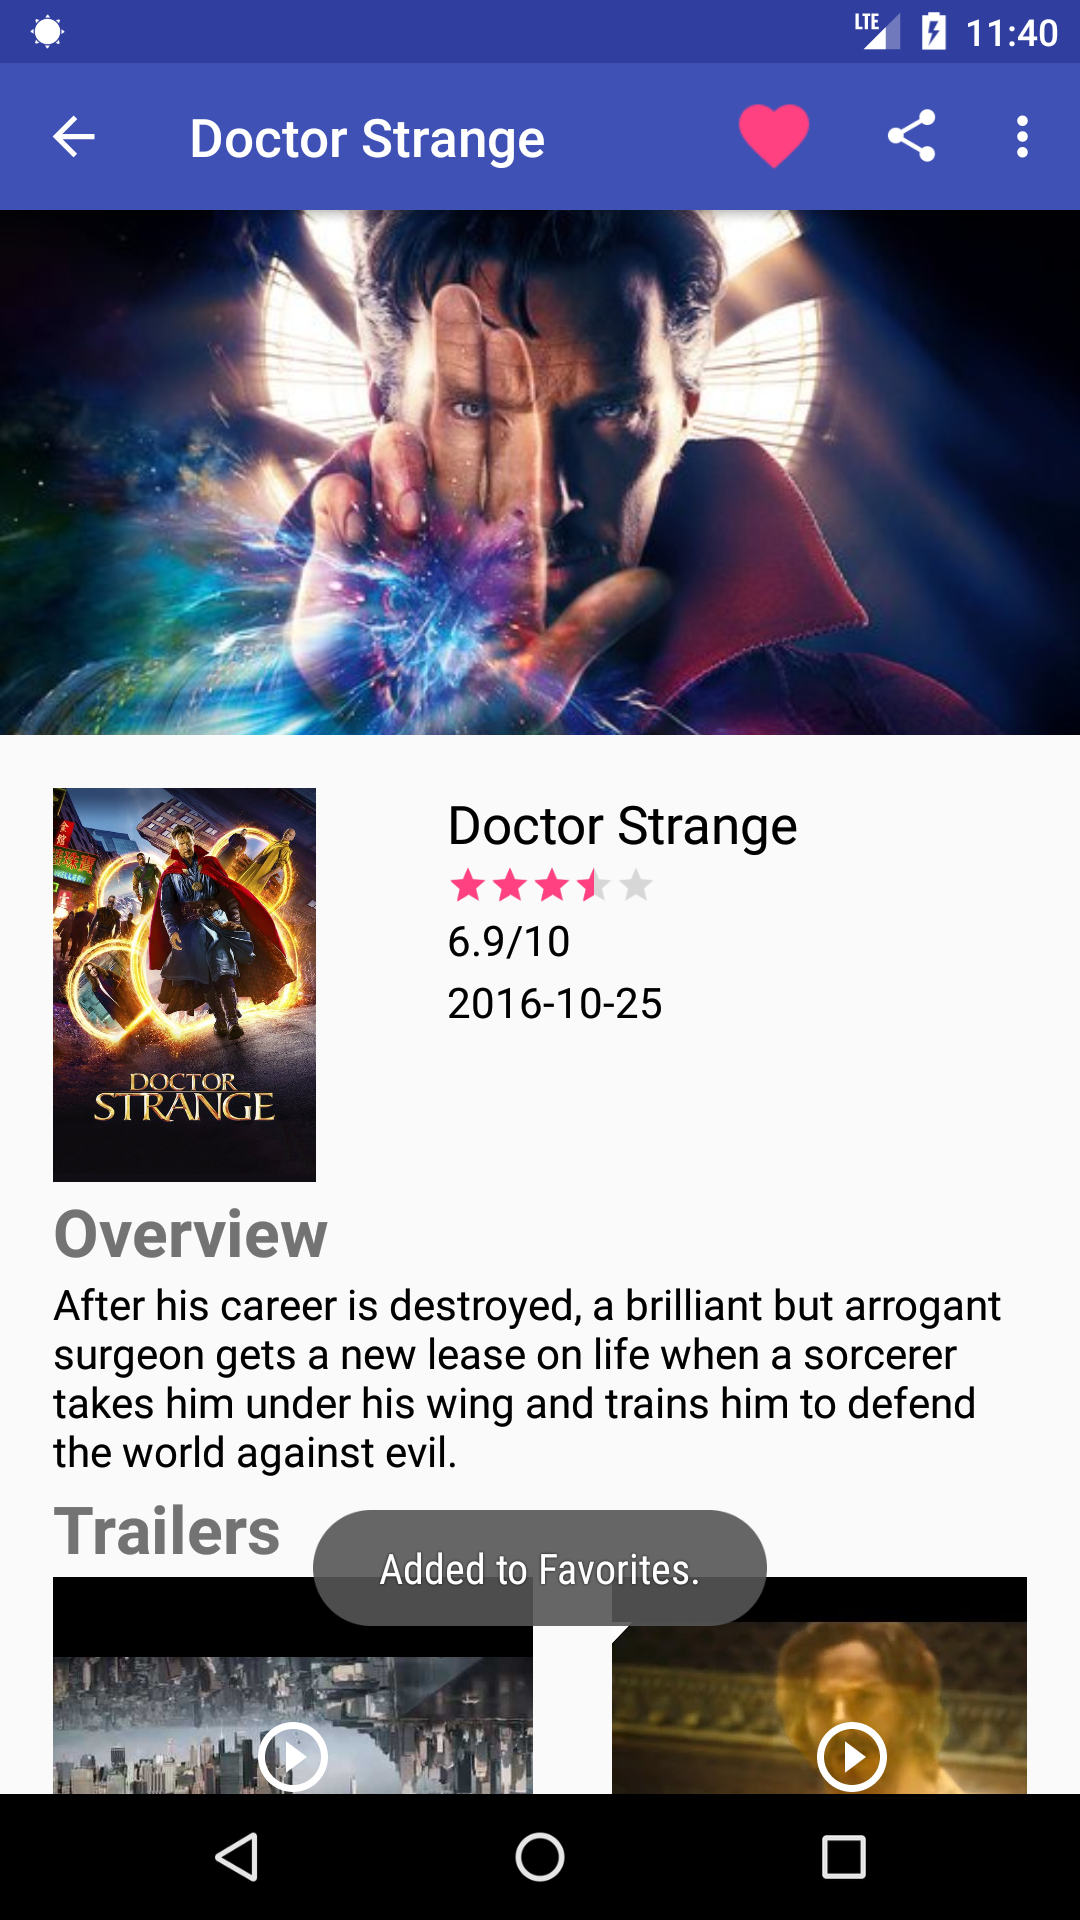 LTE 11:40
Doctor Strange
Doctor Strange
6.9/10
2016-10-25
DOCTOR
STRANGE
Overview
After his career is destroyed, a brilliant but arrogant
surgeon gets a new lease on life when a sorcerer
takes him under his wing and trains him to defend
the world against evil.
Trailers
Added to Favorites.